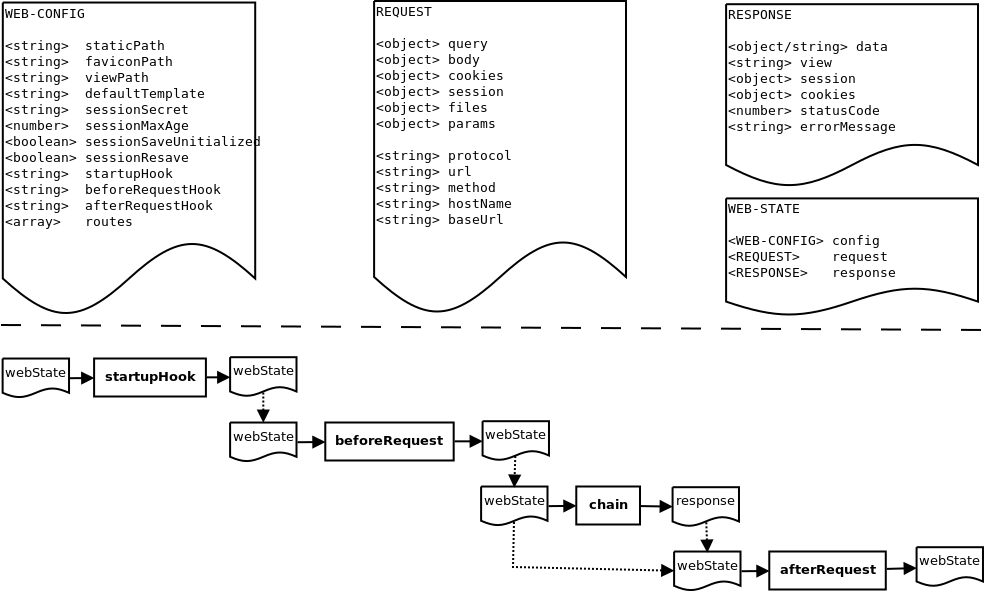 WEB-CONFIG
<string> staticPath
<string> faviconPath
<string> viewPath
<string> defaultTemplate
<string> sessionSecret
<number> sessionMaxAge
<boolean> sessionSaveUnitialized
<boolean> sessionResave
<string> startupHook
<string> beforeRequestHook
<string> afterRequestHook
<array> routes
REQUEST
<object> query
<object> body
<object> cookies
<object> session
<object> files
<object> params
<string> protocol
<string> url
<string> method
<string> hostName
<string> baseUrl
RESPONSE
<object/string> data
<string> view
<object> session
<object> cookies
<number> statusCode
<string> errorMessage
WEB-STATE
<WEB-CONFIG> config
<REQUEST> request
<RESPONSE> response
webState
startupHook
webState
webState
beforeRequest
webState
webState
chain
response
webState
afterRequest
webState